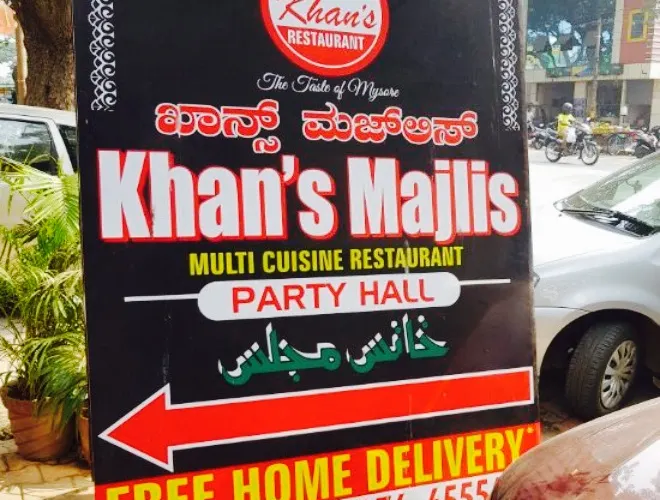 Khan's
RESTAURANT
The Taste of Mysore
ಖಾನ್ಸ್ ಮಜ್‌ಲಿಸ್
Khan's Majlis
MULTI CUISINE RESTAURANT
PARTY HALL
خانس مجلس
FREE HOME DELIVERY*